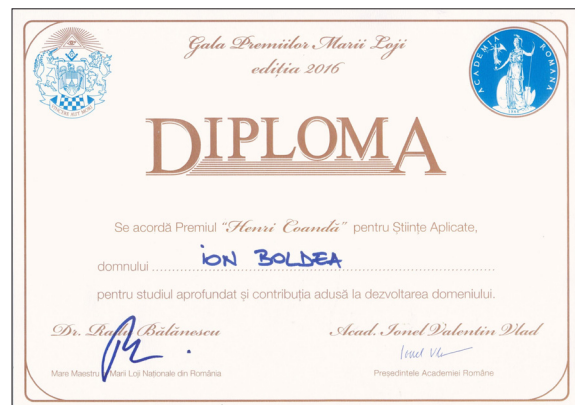 Gala Premiilor Marii Loji
ediția 2016
ACADEMIA ROMANA
DIPLOMA
Se acordă Premiul "Henri Coandă" pentru Științe Aplicate,
domnului ION BOLDEA
pentru studiul aprofundat și contribuția adusă la dezvoltarea domeniului.
Dr. Radu Bălănescu
Acad. Ionel Valentin Vlad
Mare Maestru Marii Loji Naționale din România
Președintele Academiei Române